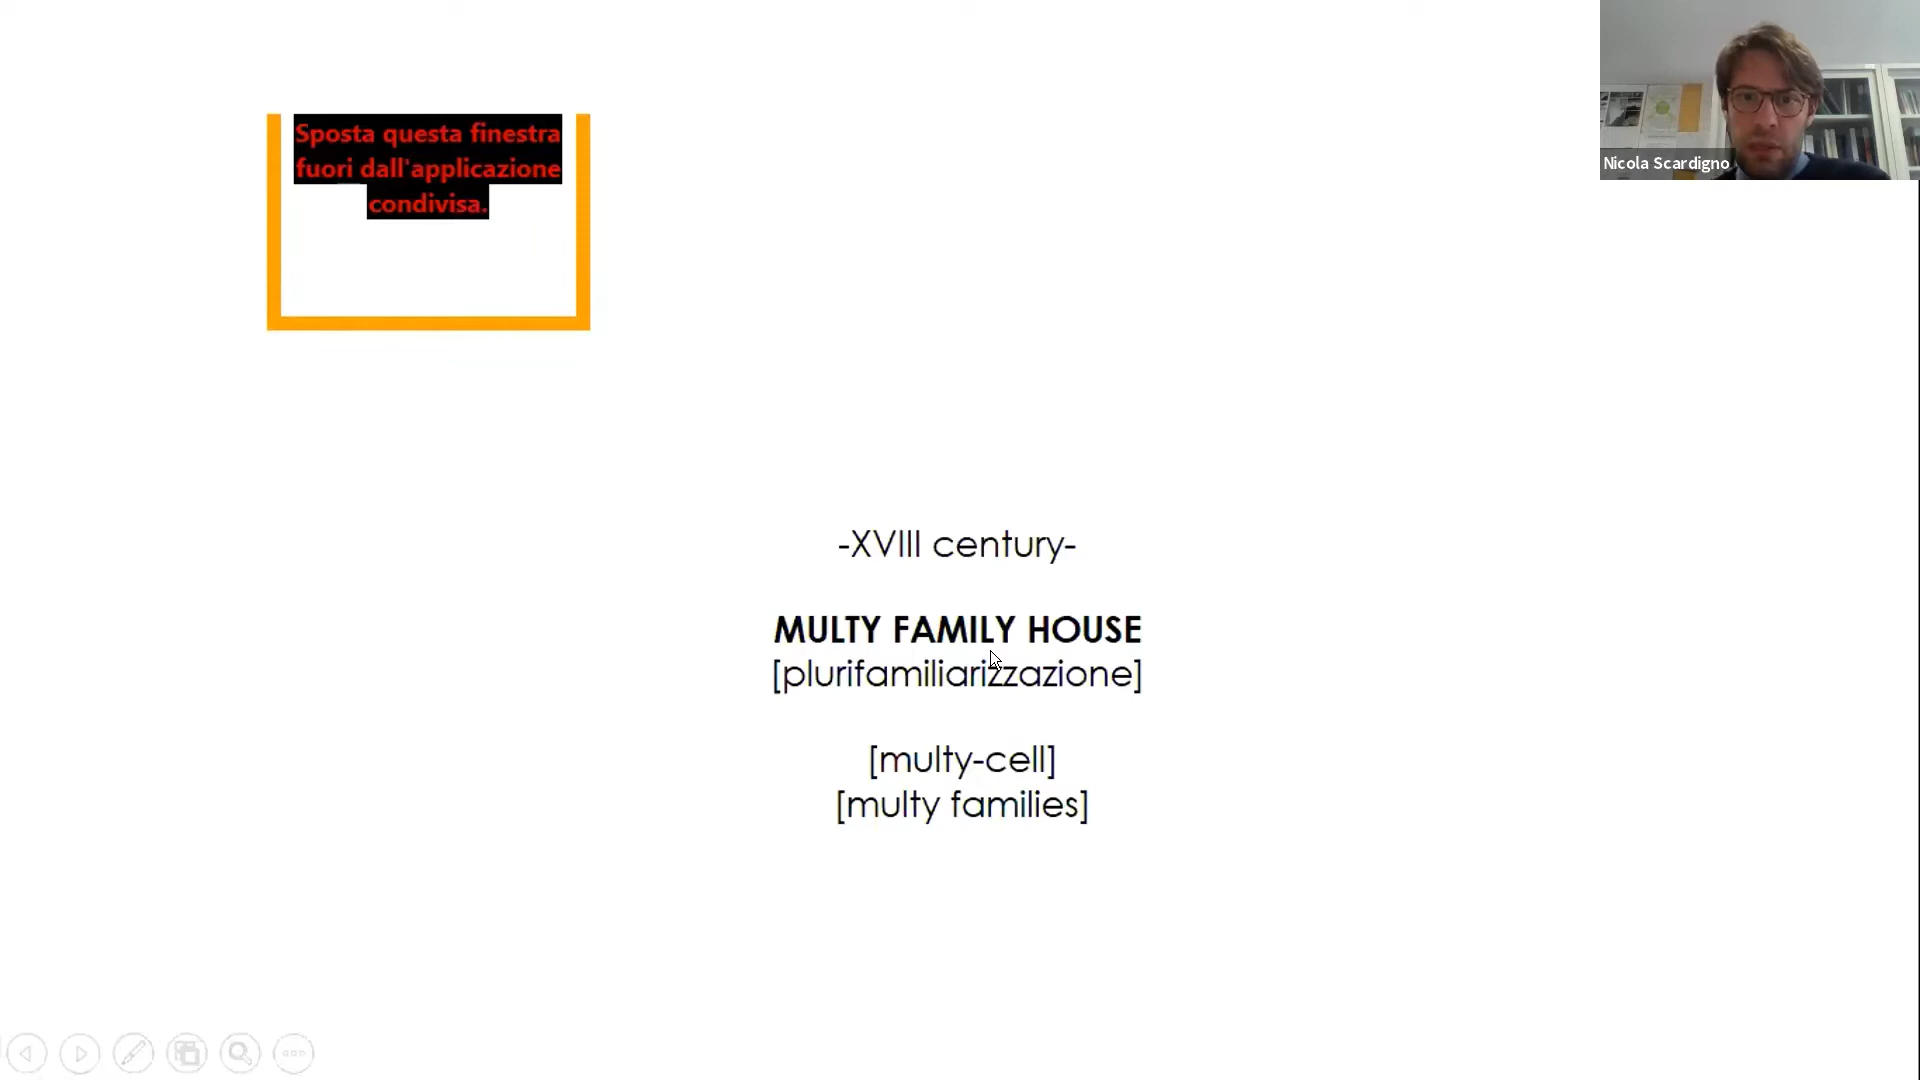 Sposta questa finestra
fuori dall'applicazione
condivisa.
Nicola Scardigno
-XVIII century-
MULTY FAMILY HOUSE
[plurifamiliarizzazione]
[multy-cell]
[multy families]